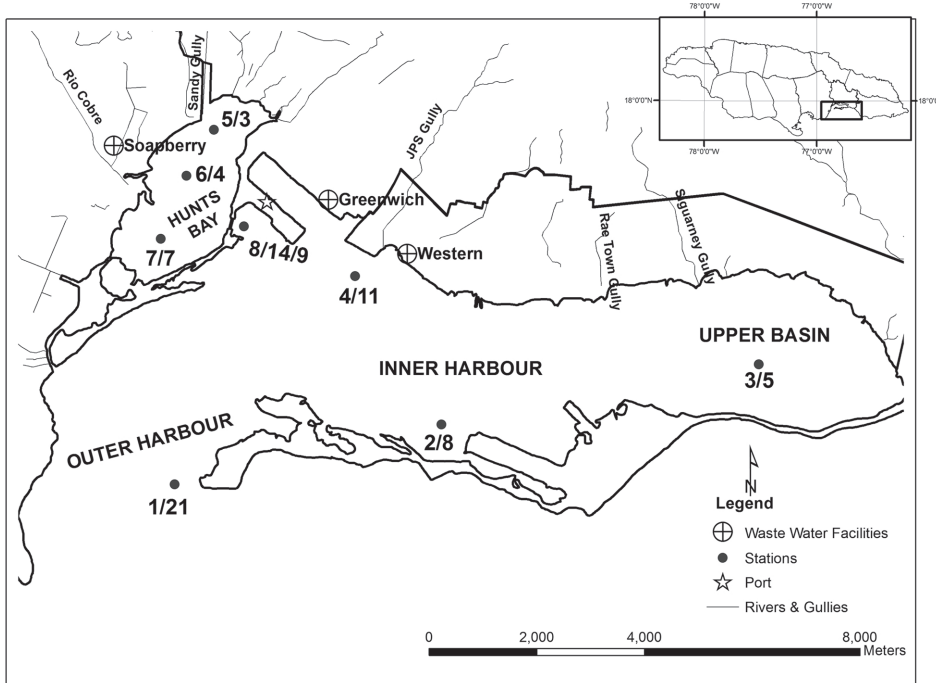 78°0'0"W 77°0'0"W
18°0'0"N
18°0'0"
78°0'0"W 77°0'0"W
Rio Cobre
Sandy Gully
5/3
Soapberry
6/4
HUNTS
BAY
7/7
8/14/9
Greenwich
JPS Gully
Western
4/11
Rae Town Gully
Siguarney Gully
UPPER BASIN
3/5
INNER HARBOUR
2/8
OUTER HARBOUR
1/21
N
Legend
Waste Water Facilities
Stations
Port
Rivers & Gullies
0 2,000 4,000 8,000
Meters